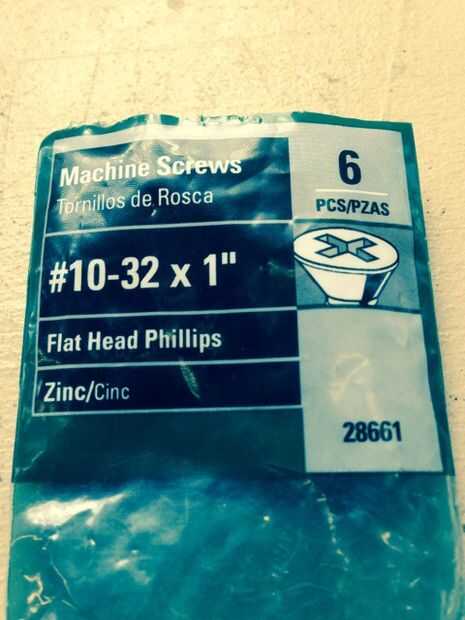 Machine Screws
Tornillos de Rosca
6
PCS/PZAS
#10-32 x 1"
Flat Head Phillips
Zinc/Cinc
28661